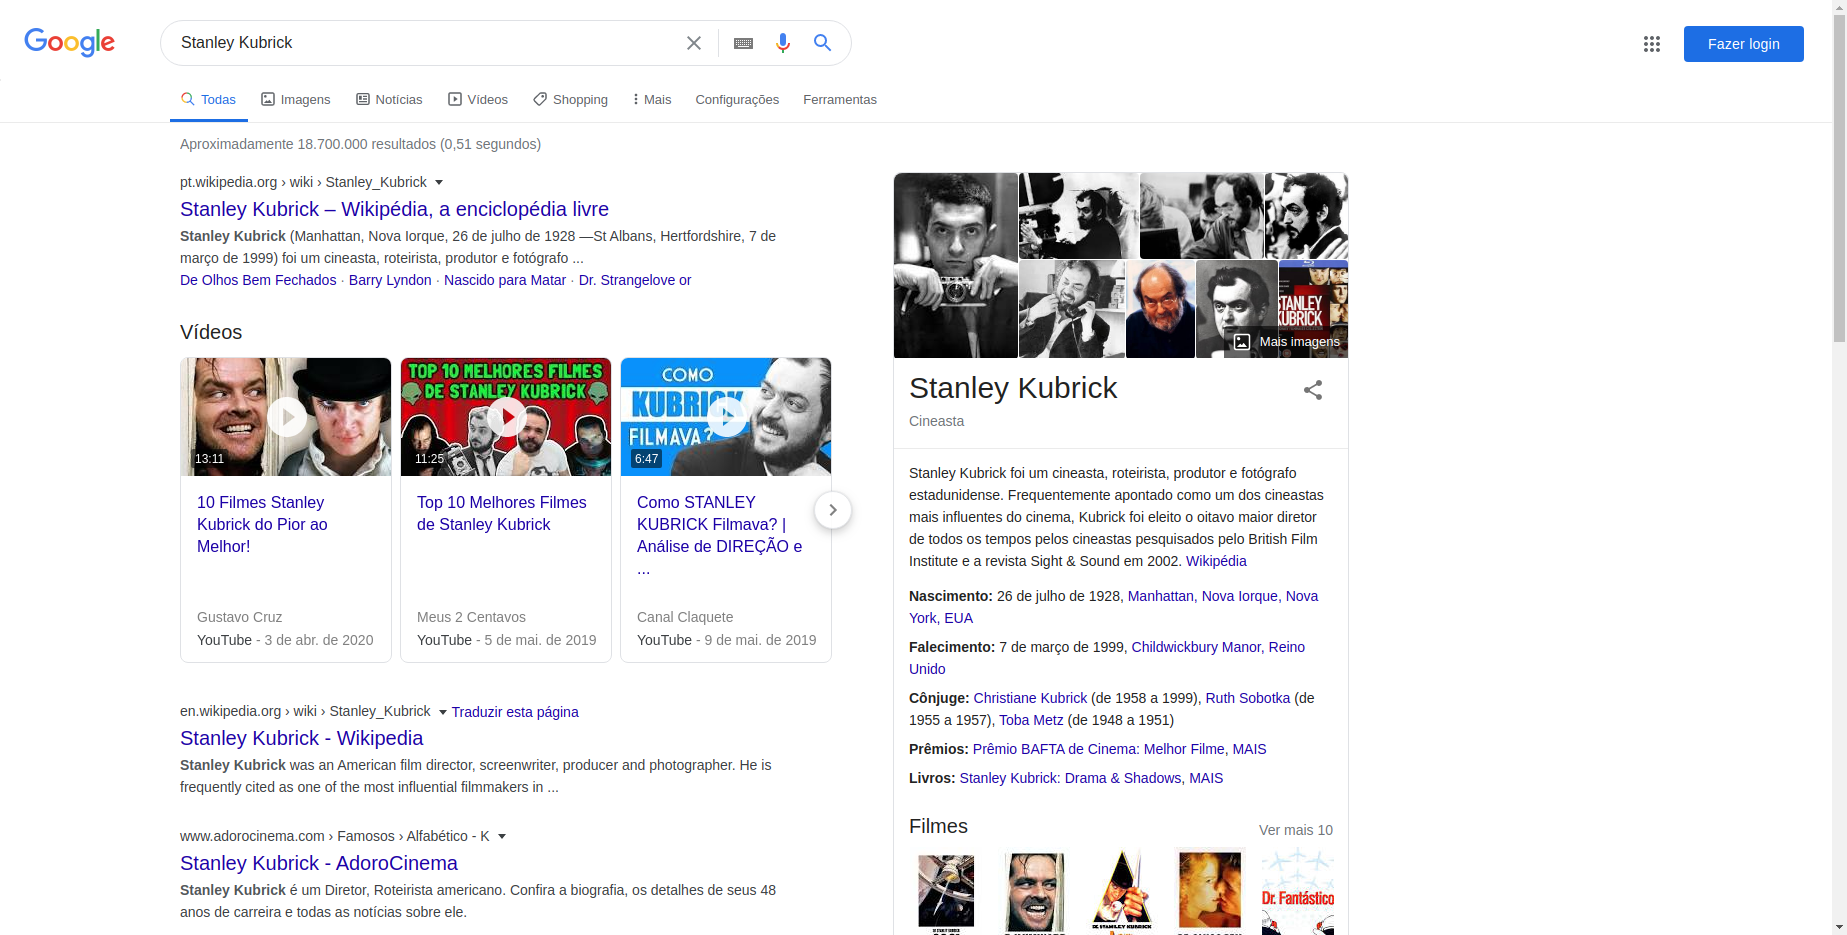 Google
Stanley Kubrick
Fazer login
Todas
Imagens
Notícias
Vídeos
Shopping
Mais
Configurações
Ferramentas
Aproximadamente 18.700.000 resultados (0,51 segundos)
pt.wikipedia.org › wiki › Stanley_Kubrick
Stanley Kubrick – Wikipédia, a enciclopédia livre
Stanley Kubrick (Manhattan, Nova Iorque, 26 de julho de 1928 —St Albans, Hertfordshire, 7 de
março de 1999) foi um cineasta, roteirista, produtor e fotógrafo ...
De Olhos Bem Fechados · Barry Lyndon · Nascido para Matar · Dr. Strangelove or
Vídeos
13:11
10 Filmes Stanley
Kubrick do Pior ao
Melhor!
Gustavo Cruz
YouTube - 3 de abr. de 2020
TOP 10 MELHORES FILMES
DE STANLEY KUBRICK
11:25
Top 10 Melhores Filmes
de Stanley Kubrick
Meus 2 Centavos
YouTube - 5 de mai. de 2019
COMO
KUBRICK
FILMAVA?
6:47
Como STANLEY
KUBRICK Filmava? |
Análise de DIREÇÃO e
...
Canal Claquete
YouTube - 9 de mai. de 2019
en.wikipedia.org › wiki › Stanley_Kubrick
Traduzir esta página
Stanley Kubrick - Wikipedia
Stanley Kubrick was an American film director, screenwriter, producer and photographer. He is
frequently cited as one of the most influential filmmakers in ...
www.adorocinema.com › Famosos › Alfabético - K
Stanley Kubrick - AdoroCinema
Stanley Kubrick é um Diretor, Roteirista americano. Confira a biografia, os detalhes de seus 48
anos de carreira e todas as notícias sobre ele.
STANLEY
KUBRICK
Mais imagens
Stanley Kubrick
Cineasta
Stanley Kubrick foi um cineasta, roteirista, produtor e fotógrafo
estadunidense. Frequentemente apontado como um dos cineastas
mais influentes do cinema, Kubrick foi eleito o oitavo maior diretor
de todos os tempos pelos cineastas pesquisados pelo British Film
Institute e a revista Sight & Sound em 2002. Wikipédia
Nascimento: 26 de julho de 1928, Manhattan, Nova Iorque, Nova
York, EUA
Falecimento: 7 de março de 1999, Childwickbury Manor, Reino
Unido
Cônjuge: Christiane Kubrick (de 1958 a 1999), Ruth Sobotka (de
1955 a 1957), Toba Metz (de 1948 a 1951)
Prêmios: Prêmio BAFTA de Cinema: Melhor Filme, MAIS
Livros: Stanley Kubrick: Drama & Shadows, MAIS
Filmes
Ver mais 10
Dr. Fantástico